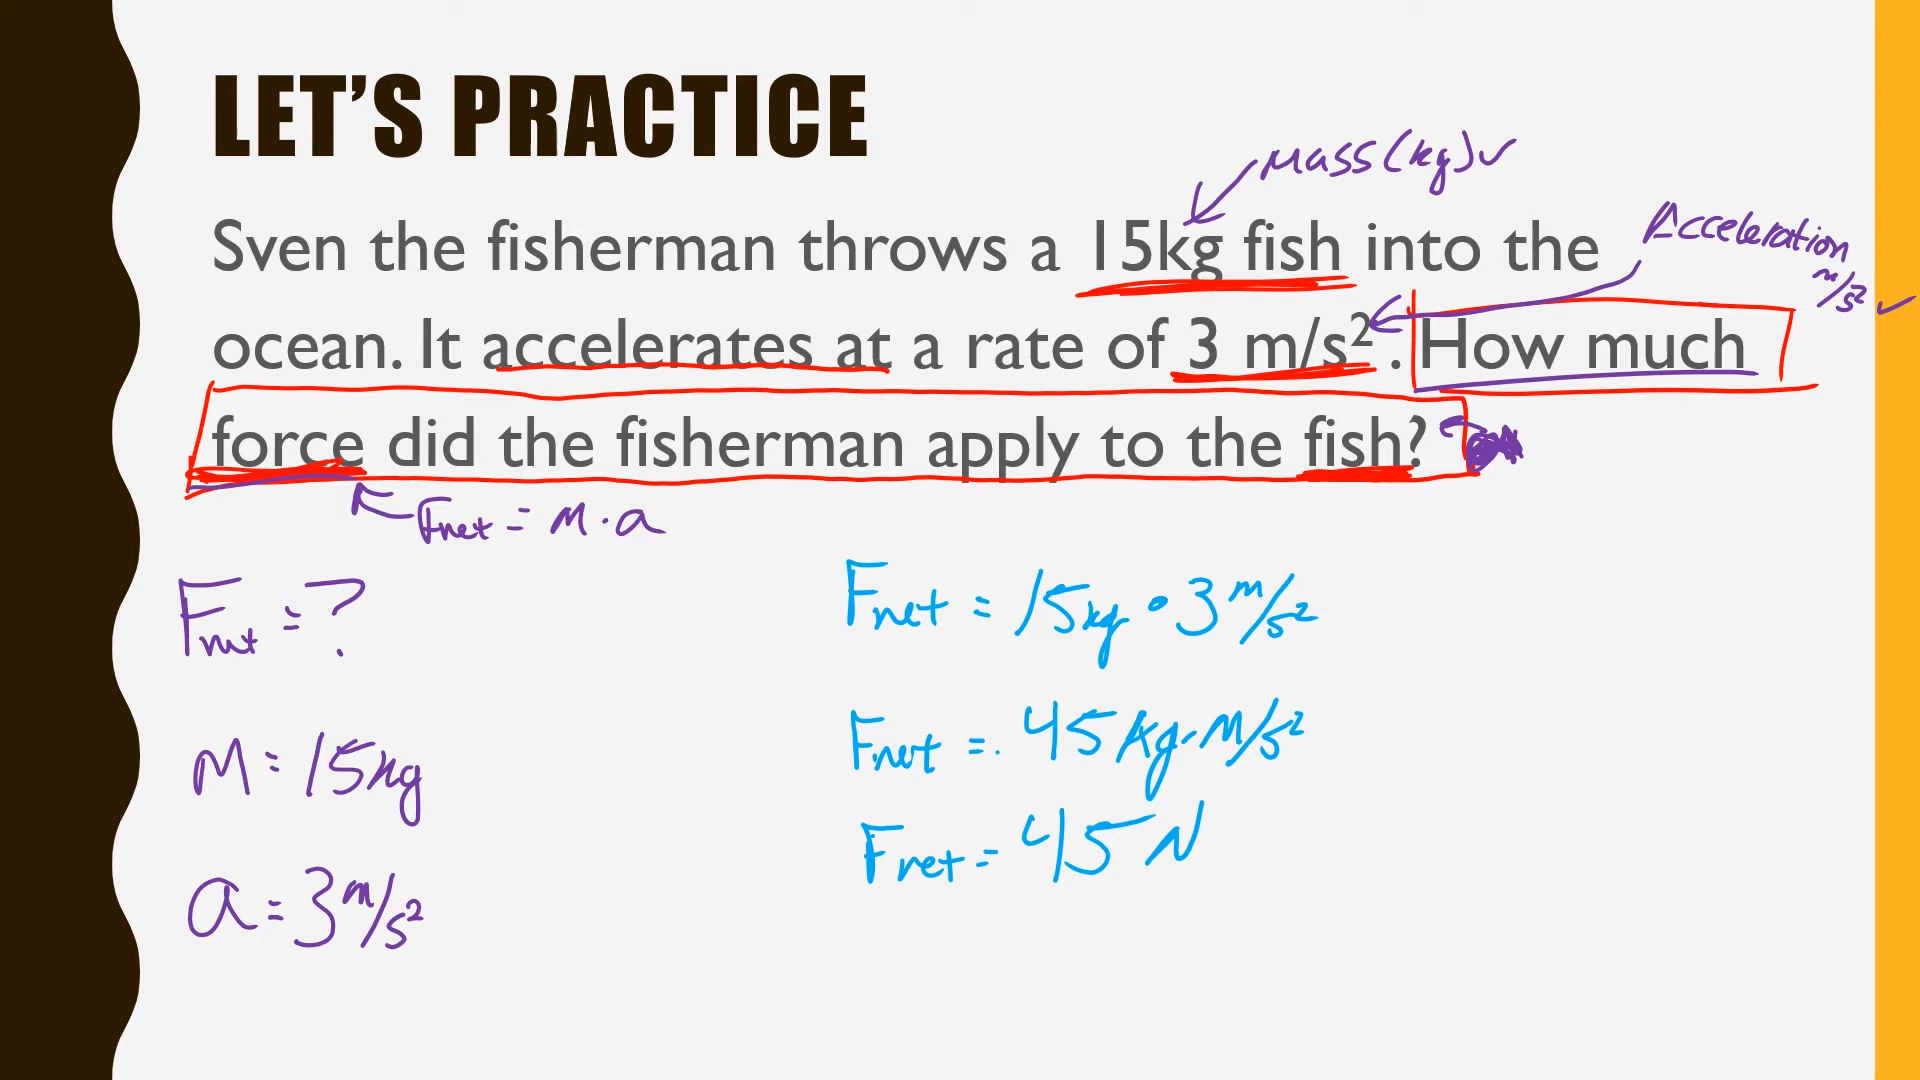 LET'S PRACTICE
Mass (kg) ✓
Sven the fisherman throws a 15kg fish into the
Acceleration
m/s² ✓
ocean. It accelerates at a rate of 3 m/s². How much
force did the fisherman apply to the fish?
Fnet = M · a
Fnet = ?
M = 15kg
a = 3 m/s²
Fnet = 15kg • 3 m/s²
Fnet = 45 kg · m/s²
Fnet = 45 N